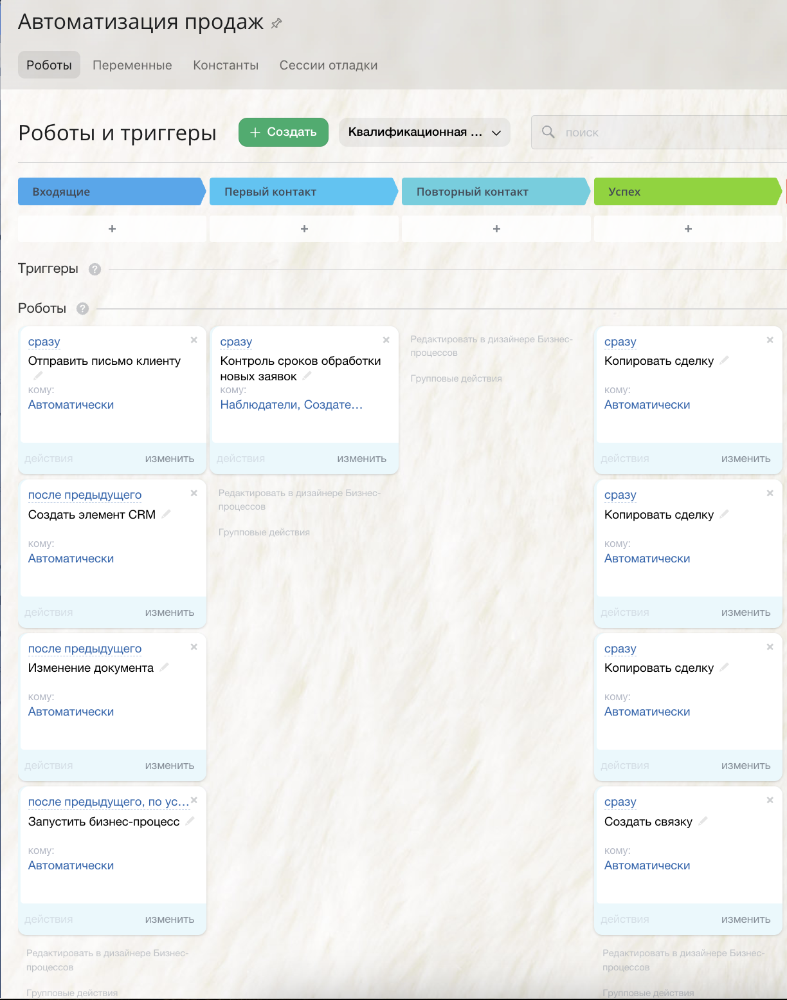 Автоматизация продаж
Роботы
Переменные
Константы
Сессии отладки
Роботы и триггеры
Создать
Квалификационная ...
поиск
Входящие
Первый контакт
Повторный контакт
Успех
+
+
+
+
Триггеры ?
Роботы ?
сразу
Отправить письмо клиенту
кому:
Автоматически
действия
изменить
после предыдущего
Создать элемент CRM
кому:
Автоматически
действия
изменить
после предыдущего
Изменение документа
кому:
Автоматически
действия
изменить
после предыдущего, по ус...
Запустить бизнес-процесс
кому:
Автоматически
действия
изменить
Редактировать в дизайнере Бизнес-
процессов
Групповые действия
сразу
Контроль сроков обработки
новых заявок
кому:
Наблюдатели, Создате...
действия
изменить
Редактировать в дизайнере Бизнес-
процессов
Групповые действия
Редактировать в дизайнере Бизнес-
процессов
Групповые действия
сразу
Копировать сделку
кому:
Автоматически
действия
изменить
сразу
Копировать сделку
кому:
Автоматически
действия
изменить
сразу
Копировать сделку
кому:
Автоматически
действия
изменить
сразу
Создать связку
кому:
Автоматически
действия
изменить
Редактировать в дизайнере Бизнес-
процессов
Групповые действия